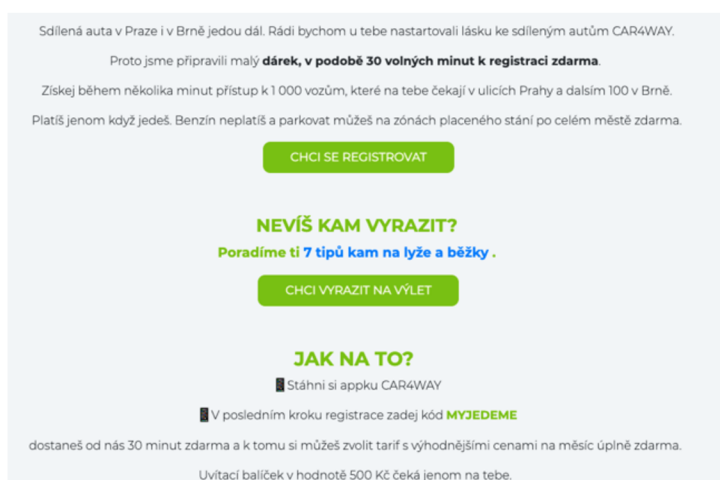 Sdílená auta v Praze i v Brně jedou dál. Rádi bychom u tebe nastartovali lásku ke sdíleným autům CAR4WAY.
Proto jsme připravili malý dárek, v podobě 30 volných minut k registraci zdarma.
Získej během několika minut přístup k 1 000 vozům, které na tebe čekají v ulicích Prahy a dalším 100 v Brně.
Platíš jenom když jedeš. Benzín neplatíš a parkovat můžeš na zónách placeného stání po celém městě zdarma.
CHCI SE REGISTROVAT
NEVÍŠ KAM VYRAZIT?
Poradíme ti 7 tipů kam na lyže a běžky .
CHCI VYRAZIT NA VÝLET
JAK NA TO?
Stáhni si appku CAR4WAY
V posledním kroku registrace zadej kód MYJEDEME
dostaneš od nás 30 minut zdarma a k tomu si můžeš zvolit tarif s výhodnějšími cenami na měsíc úplně zdarma.
Uvítací balíček v hodnotě 500 Kč čeká jenom na tebe.